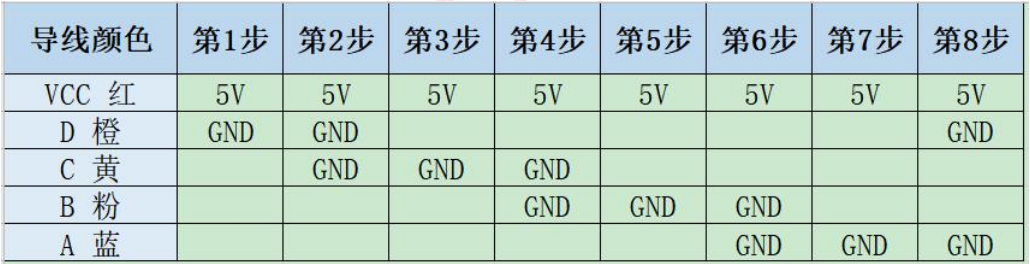 导线颜色 第1步 第2步 第3步 第4步 第5步 第6步 第7步 第8步
VCC 红 5V 5V 5V 5V 5V 5V 5V 5V
D 橙 GND GND GND
C 黄 GND GND GND
B 粉 GND GND GND
A 蓝 GND GND GND